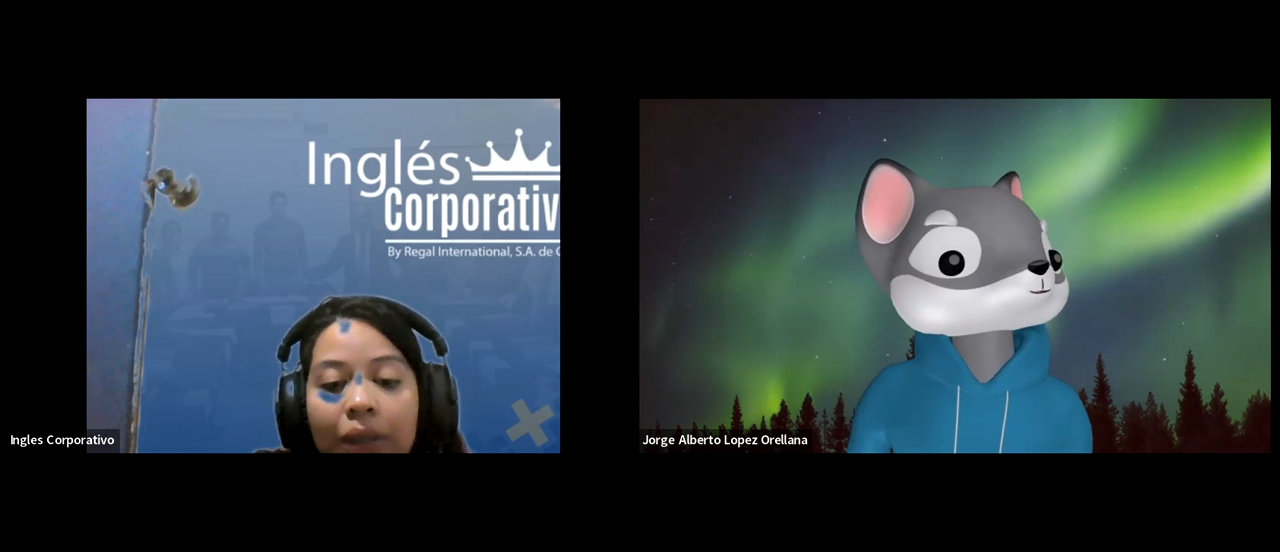 Inglés
Corporativ
By Regal International, S.A. de C
Ingles Corporativo
Jorge Alberto Lopez Orellana